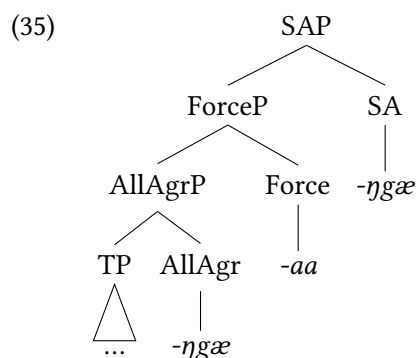 (35) SAP
ForceP SA
AllAgrP Force -ŋgæ
TP AllAgr -aa
... -ŋgæ